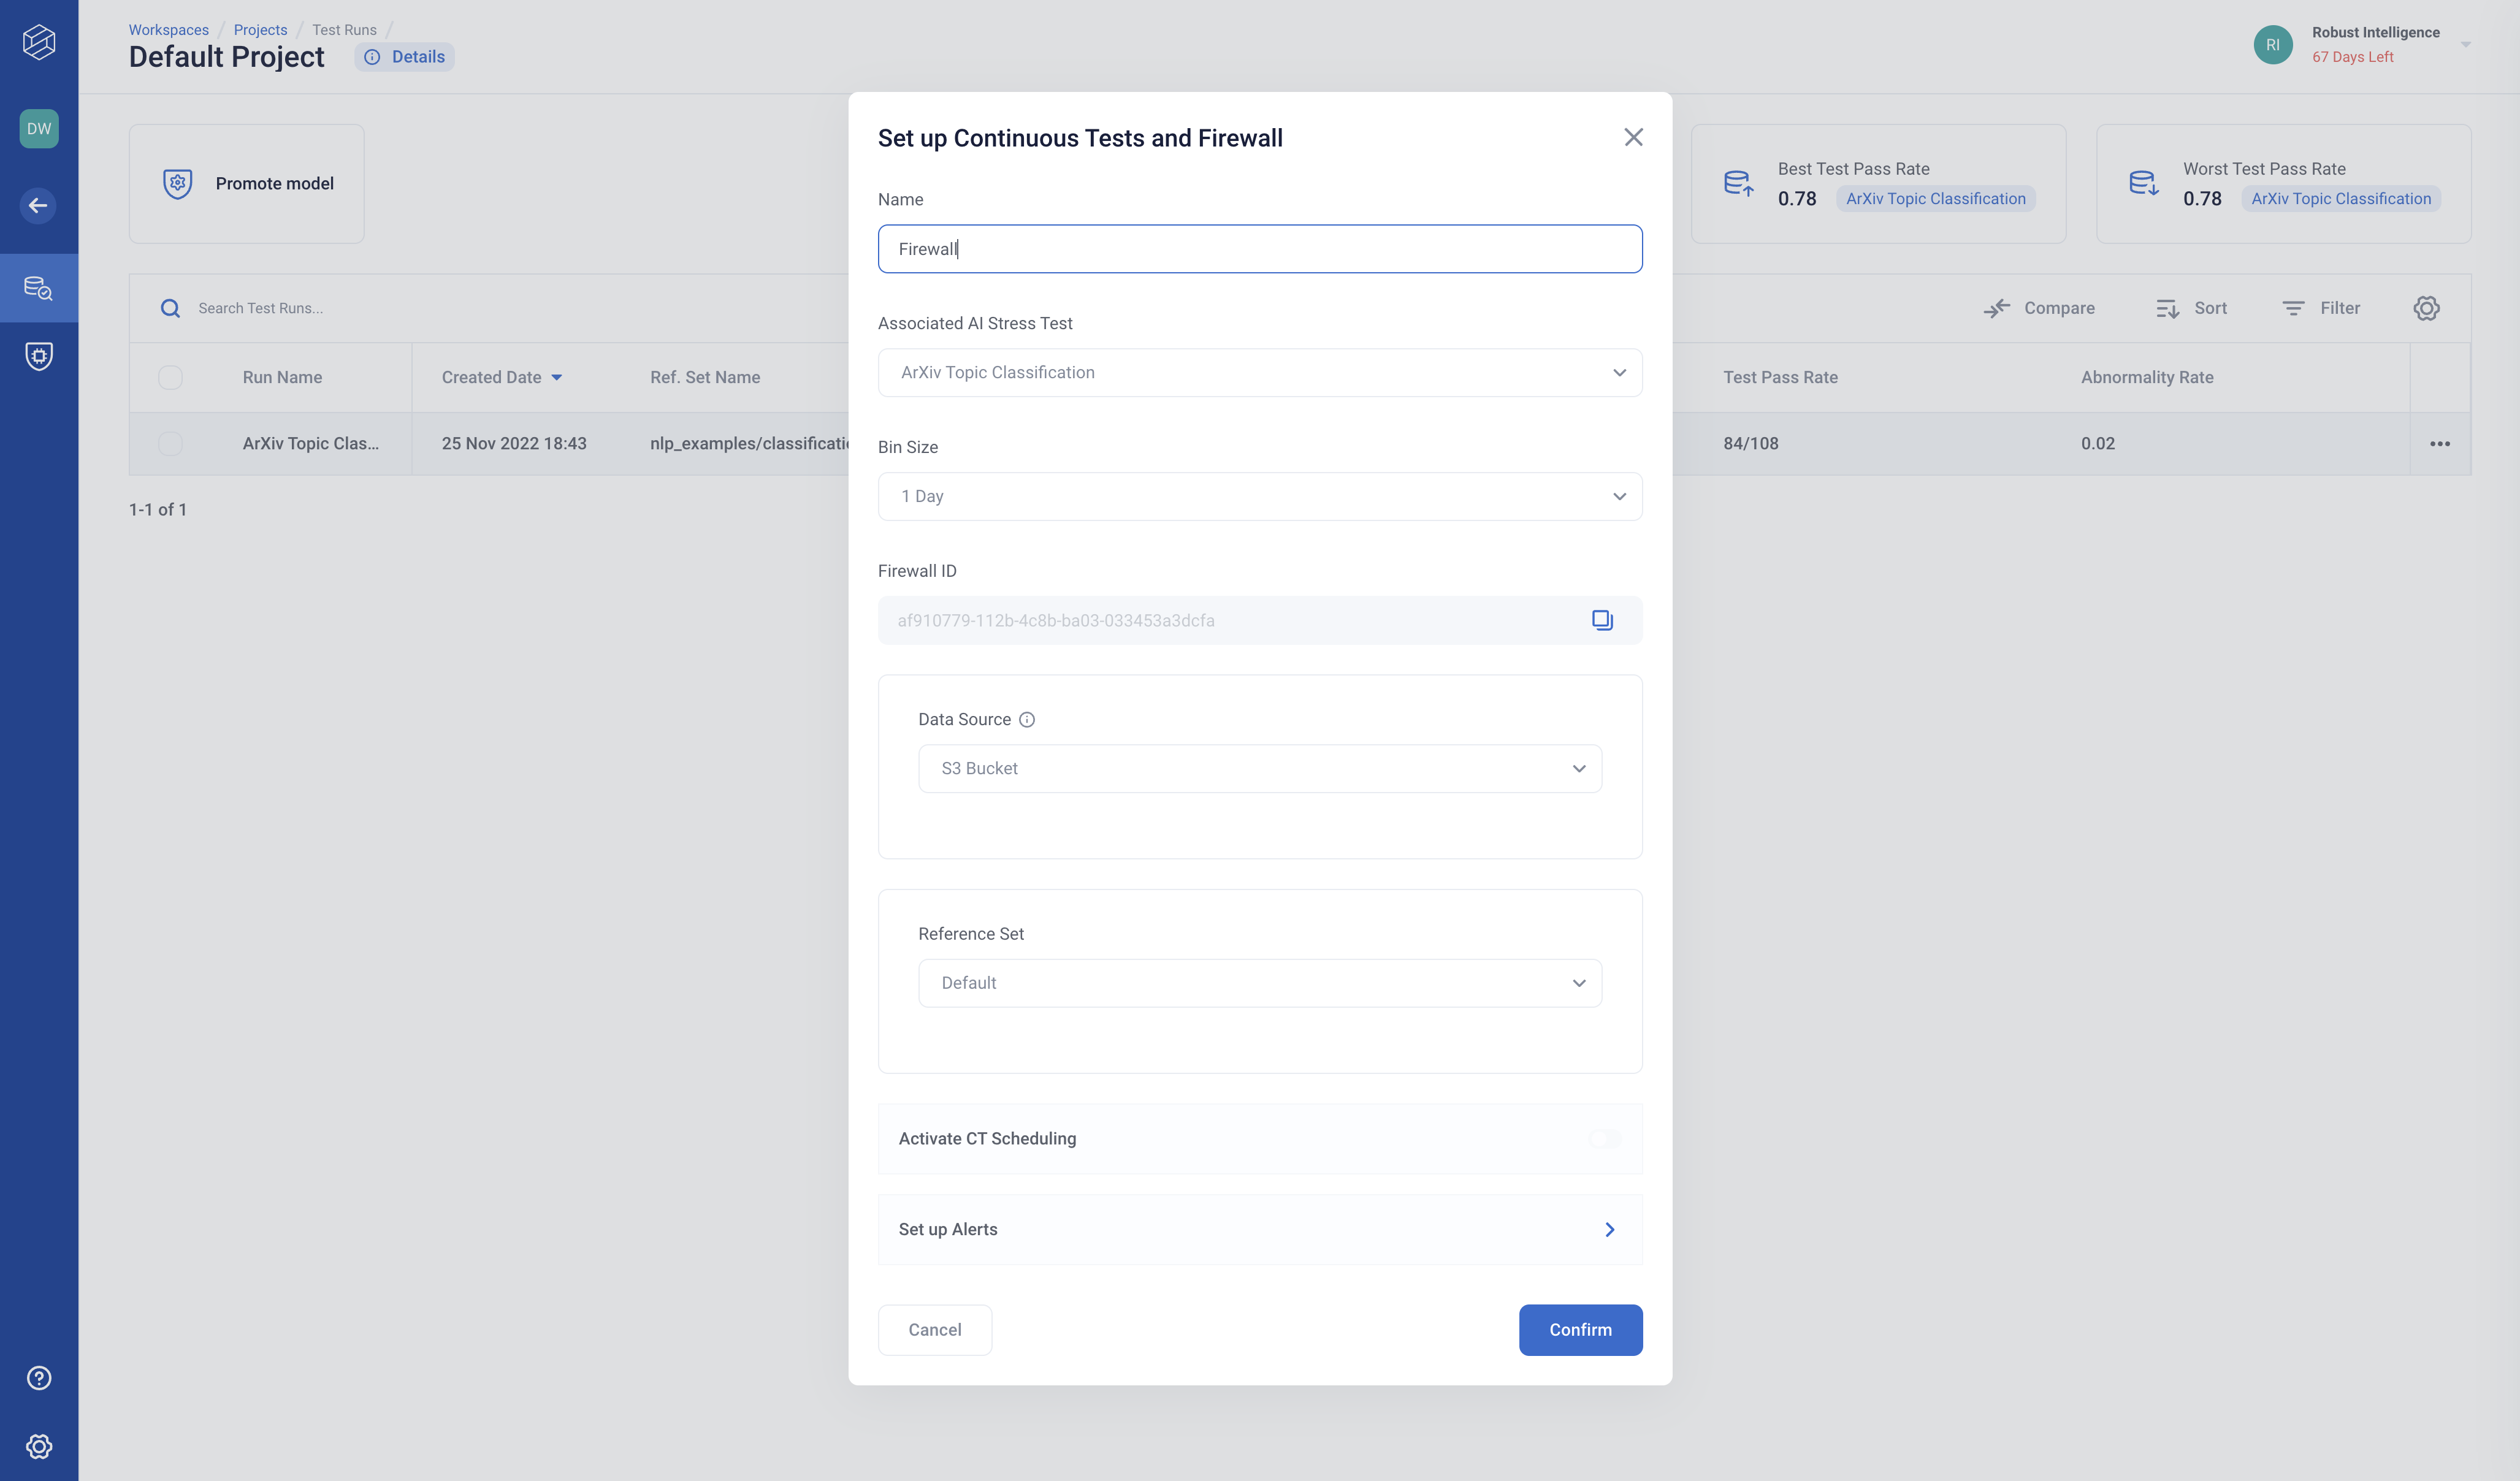 Workspaces / Projects / Test Runs /
Default Project
Details
RI
Robust Intelligence
67 Days Left
DW
Promote model
Best Test Pass Rate
0.78 ArXiv Topic Classification
Worst Test Pass Rate
0.78 ArXiv Topic Classification
Search Test Runs...
Compare
Sort
Filter
Run Name
Created Date
Ref. Set Name
Test Pass Rate
Abnormality Rate
ArXiv Topic Clas...
25 Nov 2022 18:43
nlp_examples/classificatio
84/108
0.02
1-1 of 1
Set up Continuous Tests and Firewall
Name
Firewall
Associated AI Stress Test
ArXiv Topic Classification
Bin Size
1 Day
Firewall ID
af910779-112b-4c8b-ba03-033453a3dcfa
Data Source
S3 Bucket
Reference Set
Default
Activate CT Scheduling
Set up Alerts
Cancel
Confirm